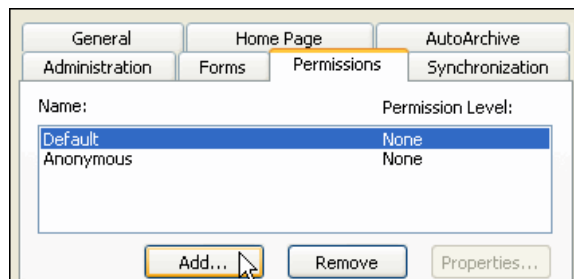 General Home Page AutoArchive
Administration Forms Permissions Synchronization
Name: Permission Level:
Default None
Anonymous None
Add... Remove Properties...